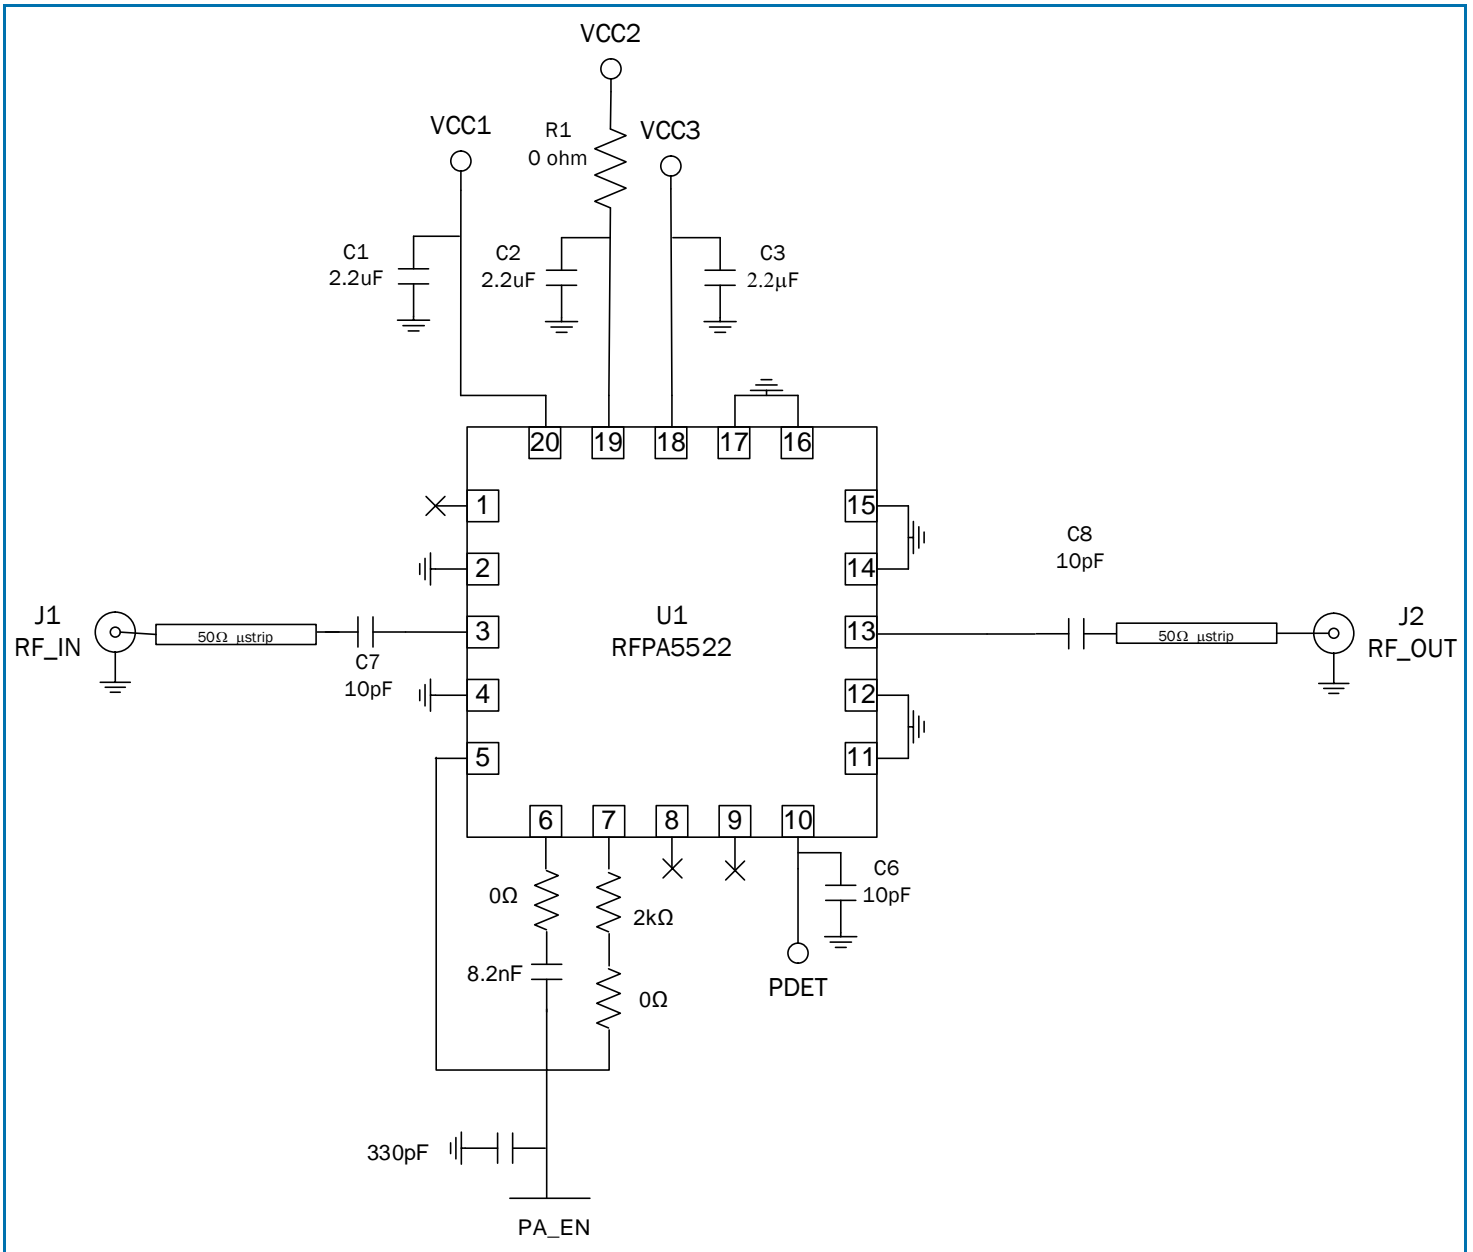 VCC2
VCC1
R1
0 ohm
VCC3
C1
2.2uF
C2
2.2uF
C3
2.2μF
20
19
18
17
16
1
2
3
4
5
15
14
13
12
11
U1
RFPA5522
J1
RF_IN
50Ω μstrip
C7
10pF
C8
10pF
50Ω μstrip
J2
RF_OUT
6
7
8
9
10
0Ω
2kΩ
C6
10pF
8.2nF
0Ω
PDET
330pF
PA_EN